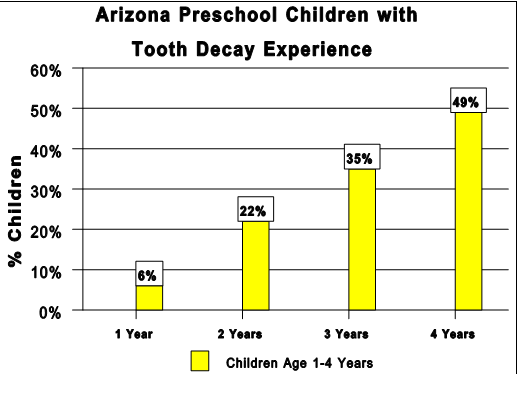 Arizona Preschool Children with
Tooth Decay Experience
% Children
60%
50%
40%
30%
20%
10%
0%
6%
22%
35%
49%
1 Year
2 Years
3 Years
4 Years
Children Age 1-4 Years